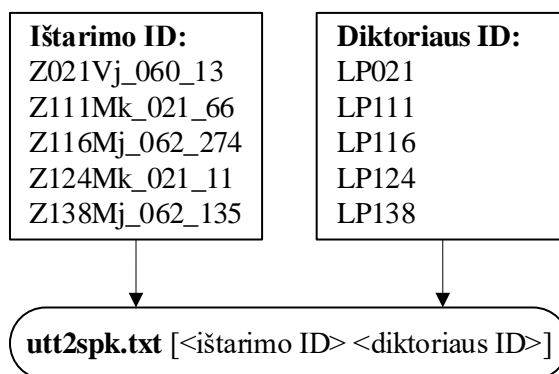 Ištarimo ID:
Z021Vj_060_13
Z111Mk_021_66
Z116Mj_062_274
Z124Mk_021_11
Z138Mj_062_135
Diktoriaus ID:
LP021
LP111
LP116
LP124
LP138
utt2spk.txt [<ištarimo ID> <diktoriaus ID>]